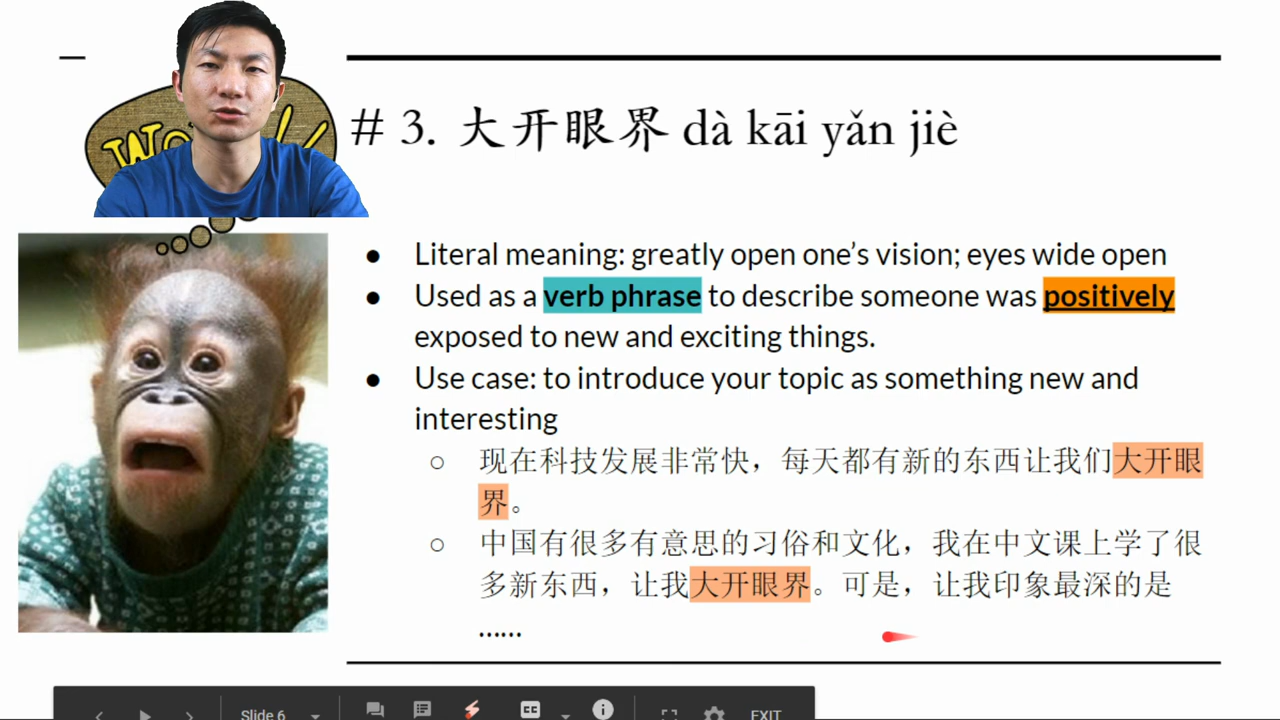 # 3. 大开眼界 dà kāi yǎn jiè
● Literal meaning: greatly open one’s vision; eyes wide open
● Used as a verb phrase to describe someone was positively
exposed to new and exciting things.
● Use case: to introduce your topic as something new and
interesting
○ 现在科技发展非常快，每天都有新的东西让我们大开眼
界。
○ 中国有很多有意思的习俗和文化，我在中文课上学了很
多新东西，让我大开眼界。可是，让我印象最深的是
……
Slide 6
CC
EXIT